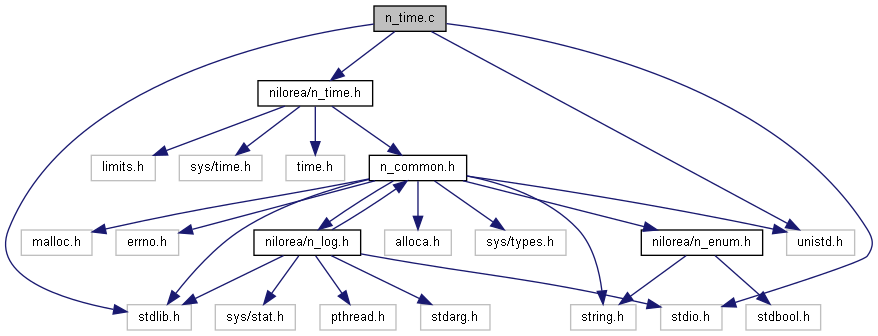 n_time.c
nilorea/n_time.h
limits.h
sys/time.h
time.h
n_common.h
malloc.h
errno.h
nilorea/n_log.h
alloca.h
sys/types.h
nilorea/n_enum.h
unistd.h
stdlib.h
sys/stat.h
pthread.h
stdarg.h
string.h
stdio.h
stdbool.h